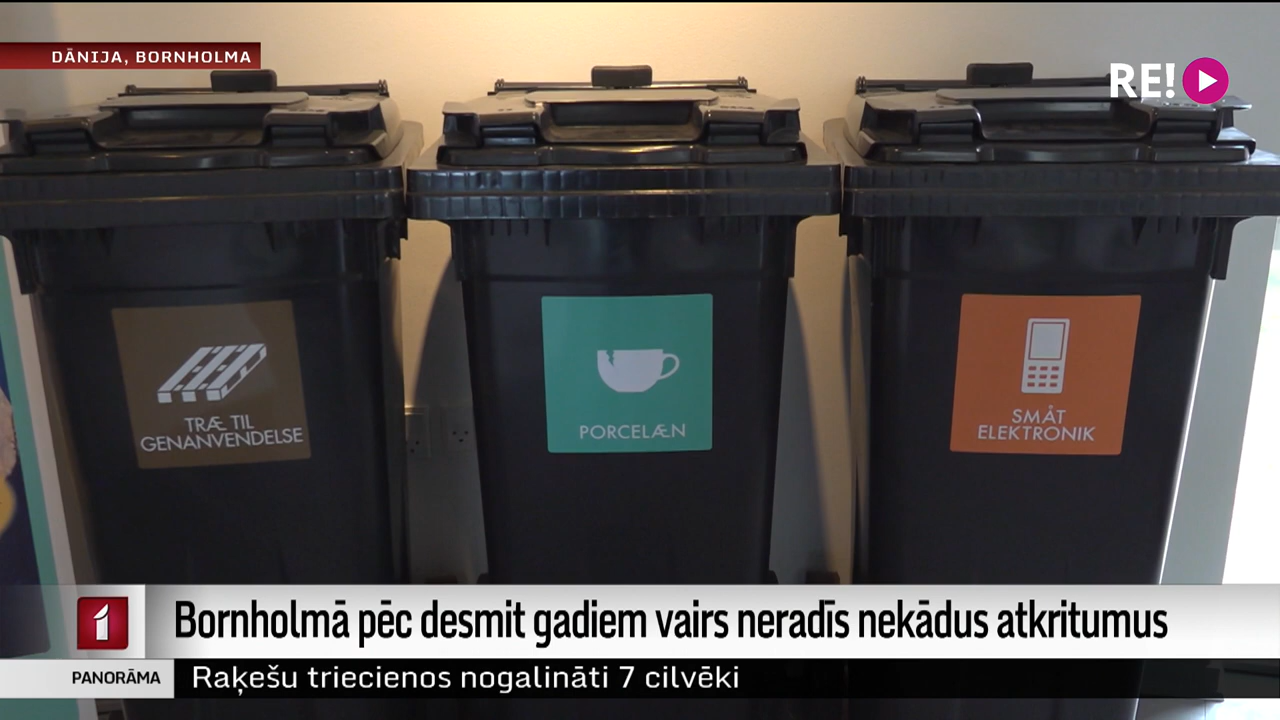 DĀNIJA, BORNHOLMA
RE!
TRÆ TIL
GENANVENDELSE
PORCELÆN
SMÅT
ELEKTRONIK
1
Bornholmā pēc desmit gadiem vairs neradīs nekādus atkritumus
PANORĀMA
Raķešu triecienos nogalināti 7 cilvēki